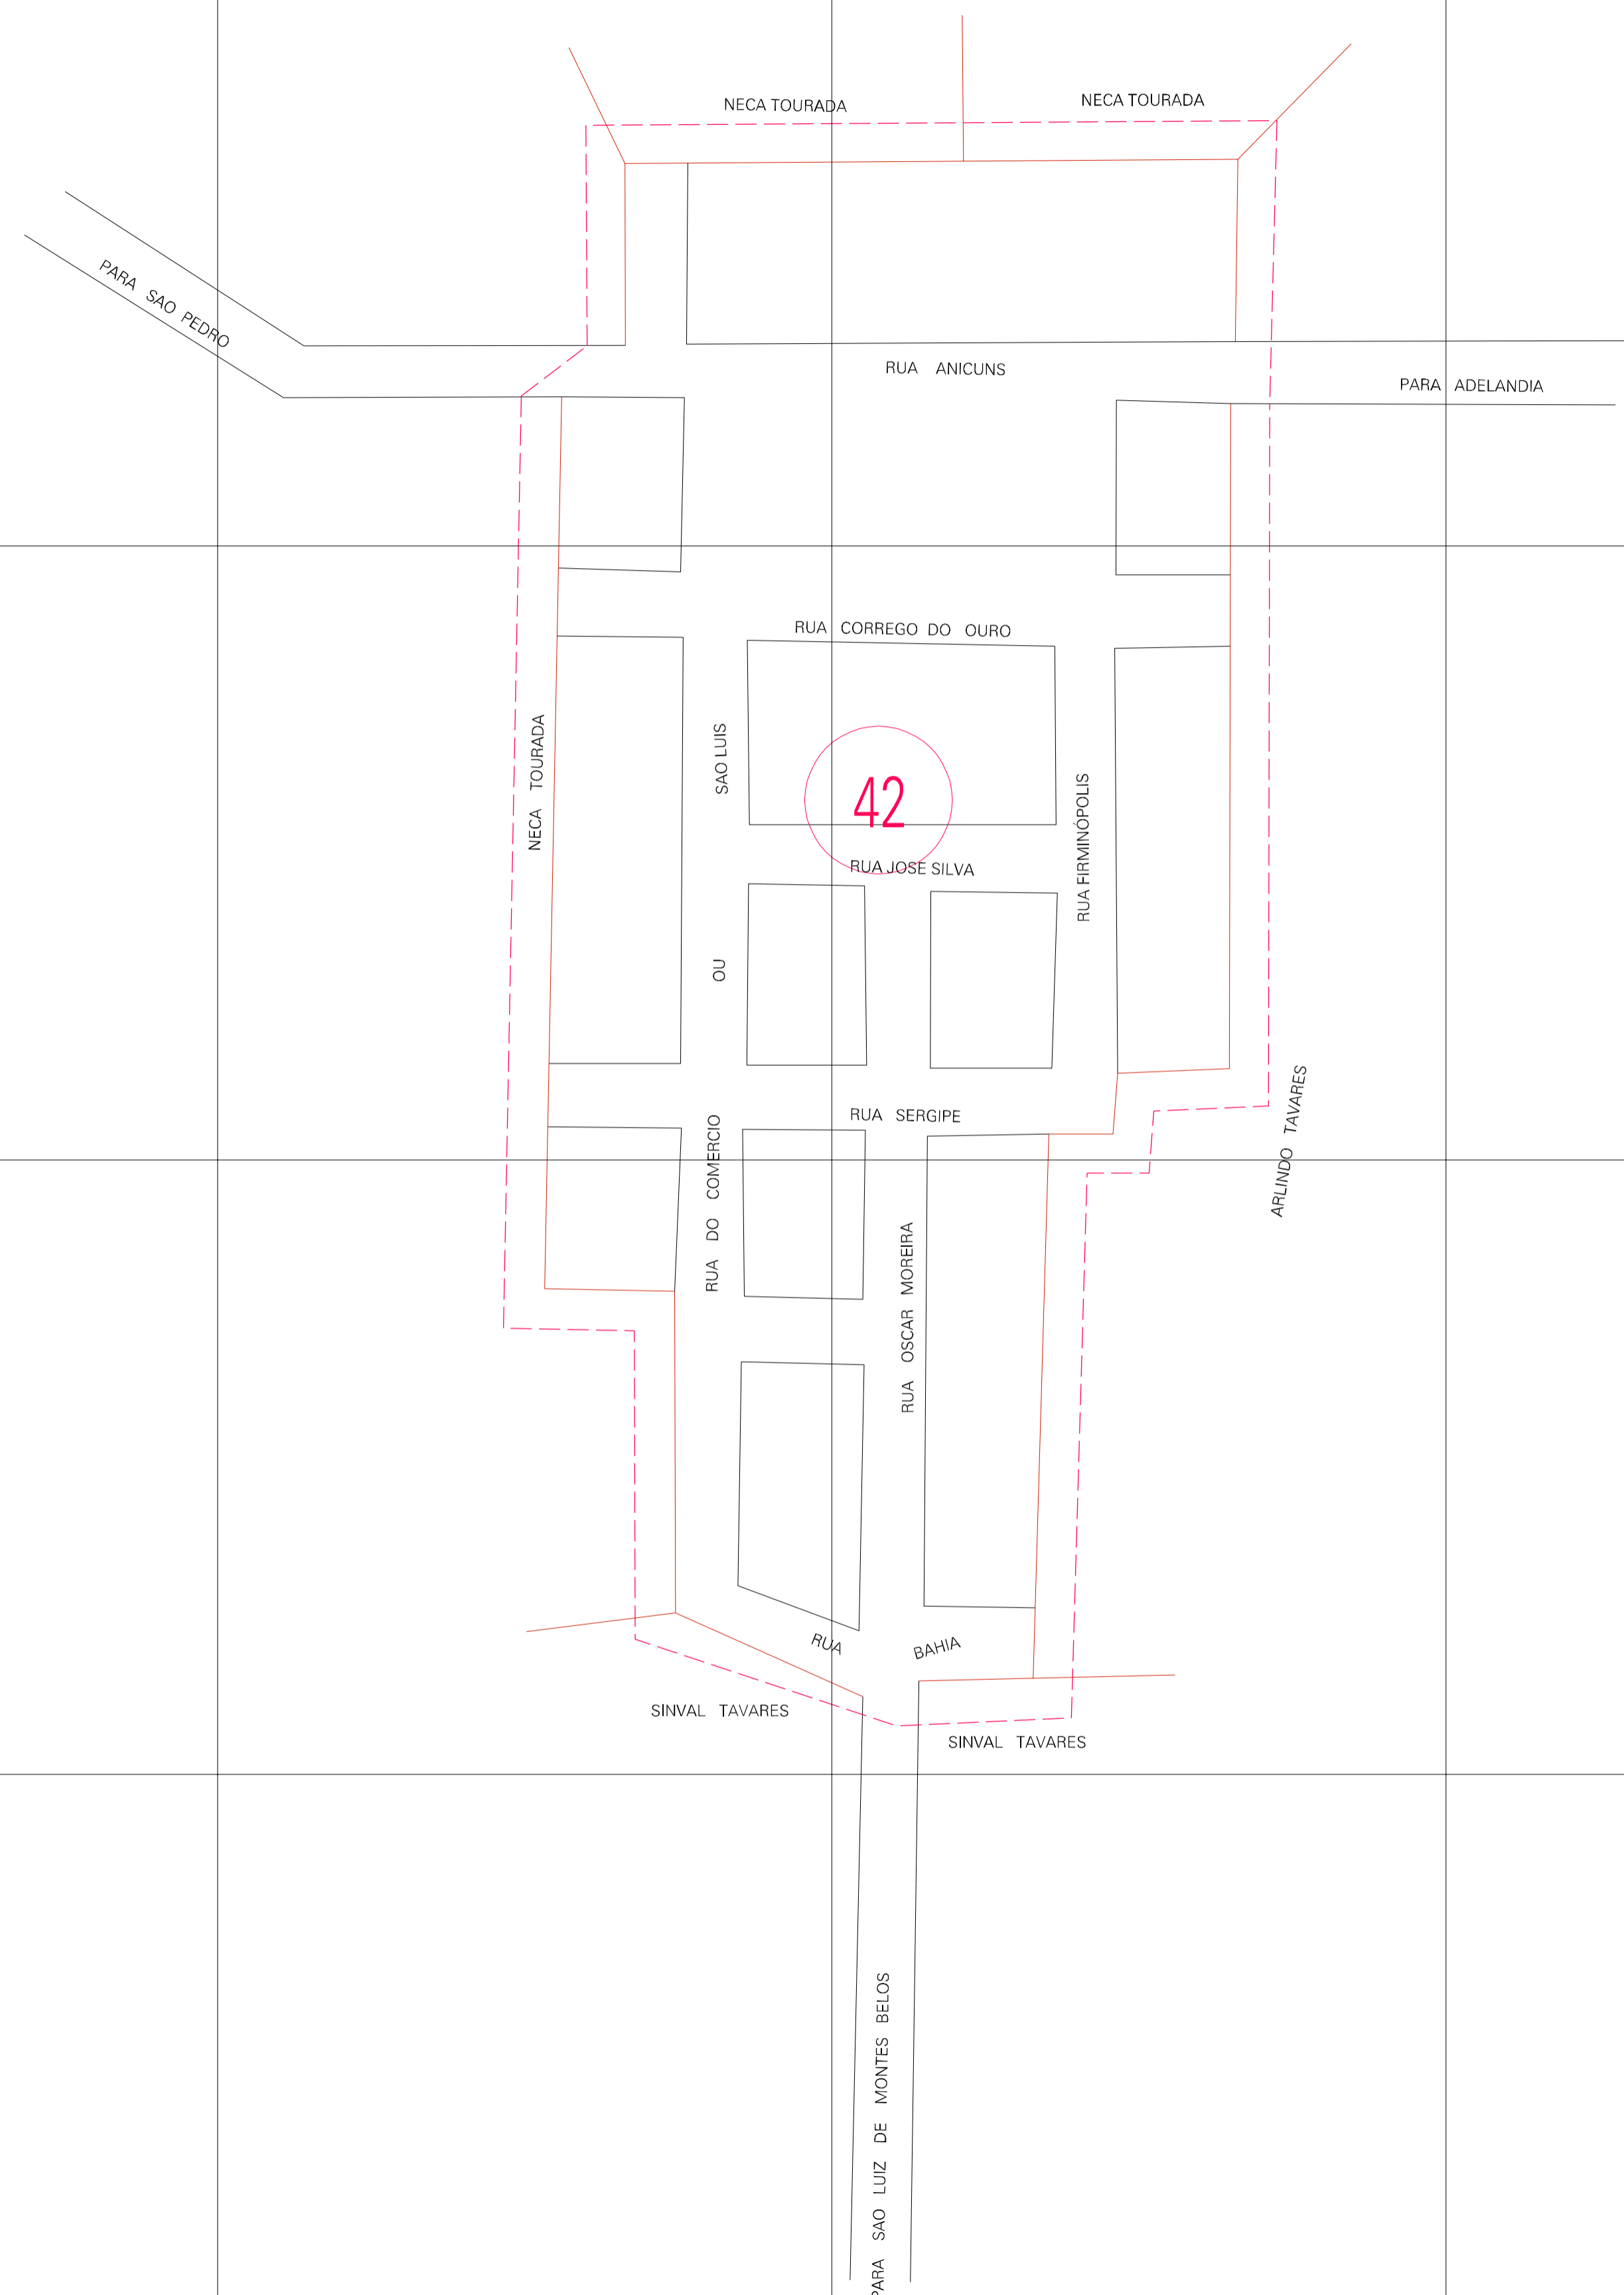 NECA TOURADA
NECA TOURADA
PARA SAO PEDRO
RUA ANICUNS
PARA ADELANDIA
RUA CORREGO DO OURO
NECA TOURADA
SAO LUIS
42
RUA FIRMINÓPOLIS
RUA JOSE SILVA
OU
RUA SERGIPE
RUA DO COMERCIO
ARLINDO TAVARES
RUA OSCAR MOREIRA
RUA
BAHIA
SINVAL TAVARES
SINVAL TAVARES
PARA SAO LUIZ DE MONTES BELOS